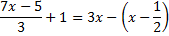 (7x − 5)/3 + 1 = 3x − (x − 1/2)